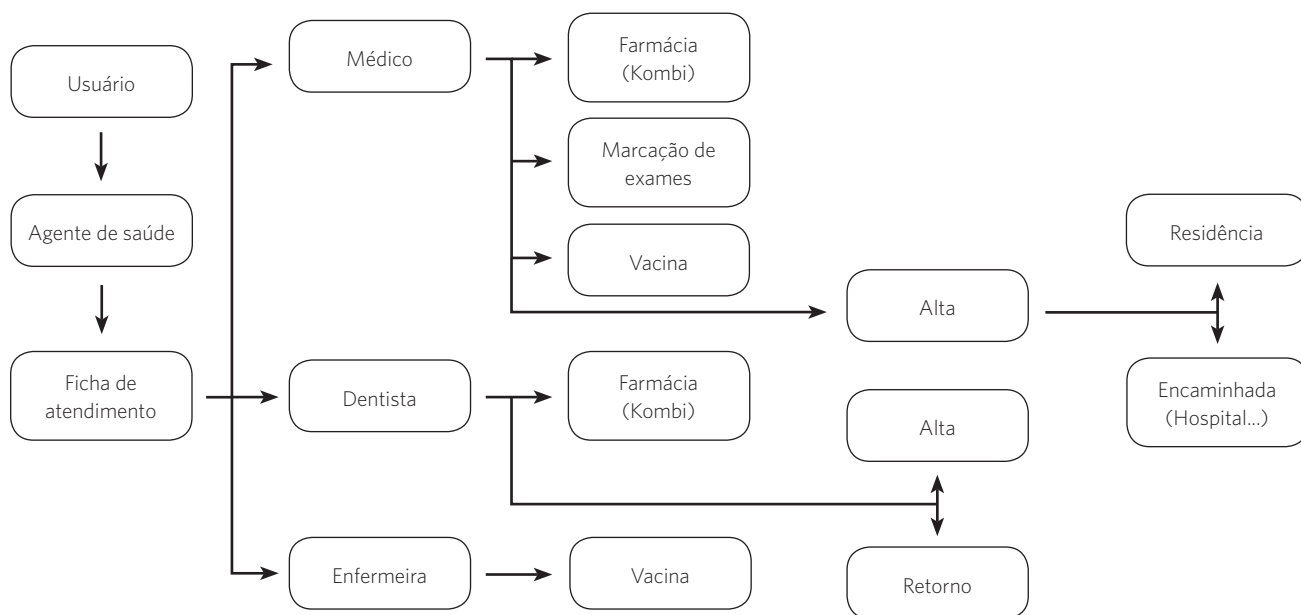 Usuário
Agente de saúde
Ficha de
atendimento
Médico
Farmácia
(Kombi)
Marcação de
exames
Vacina
Alta
Residência
Encaminhada
(Hospital...)
Dentista
Farmácia
(Kombi)
Alta
Retorno
Enfermeira
Vacina